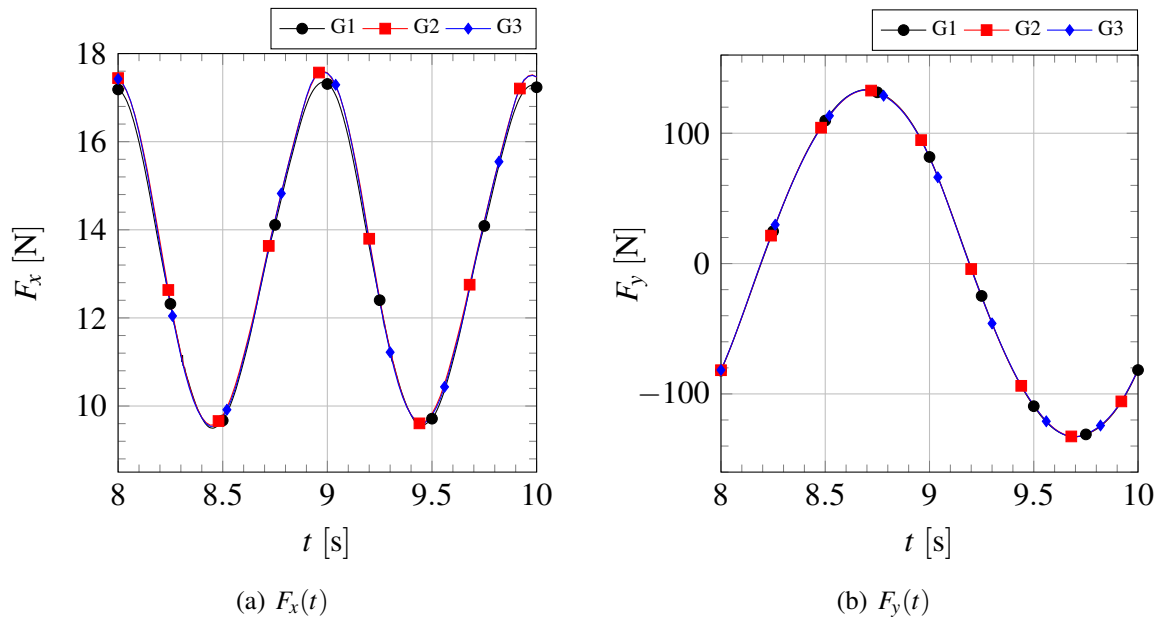 G1 G2 G3
18
16
14
12
10
8 8.5 9 9.5 10
F_x [N]
t [s]
(a) F_x(t)
G1 G2 G3
100
0
−100
8 8.5 9 9.5 10
F_y [N]
t [s]
(b) F_y(t)